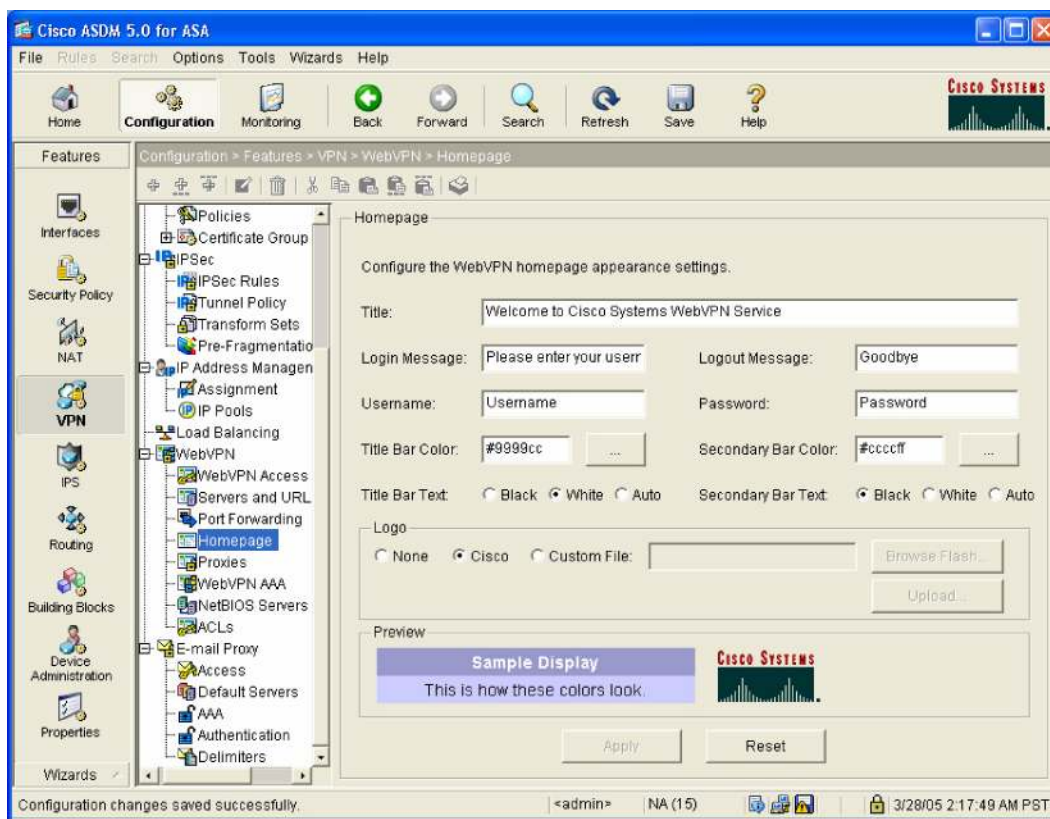 Cisco ASDM 5.0 for ASA
File Rules Search Options Tools Wizards Help
Home Configuration Monitoring Back Forward Search Refresh Save Help
CISCO SYSTEMS
Features
Configuration > Features > VPN > WebVPN > Homepage
Interfaces
Security Policy
NAT
VPN
IPS
Routing
Building Blocks
Device Administration
Properties
Wizards
Policies
Certificate Group
IPSec
IPSec Rules
Tunnel Policy
Transform Sets
Pre-Fragmentatio
IP Address Managen
Assignment
IP Pools
Load Balancing
WebVPN
WebVPN Access
Servers and URL
Port Forwarding
Homepage
Proxies
WebVPN AAA
NetBIOS Servers
ACLs
E-mail Proxy
Access
Default Servers
AAA
Authentication
Delimiters
Homepage
Configure the WebVPN homepage appearance settings.
Title: Welcome to Cisco Systems WebVPN Service
Login Message: Please enter your userr Logout Message: Goodbye
Username: Username Password: Password
Title Bar Color: #9999cc ... Secondary Bar Color: #ccccff ...
Title Bar Text: Black White Auto Secondary Bar Text: Black White Auto
Logo
None Cisco Custom File: Browse Flash...
Upload...
Preview
Sample Display
This is how these colors look.
CISCO SYSTEMS
Apply Reset
Configuration changes saved successfully. <admin> NA (15) 3/28/05 2:17:49 AM PST